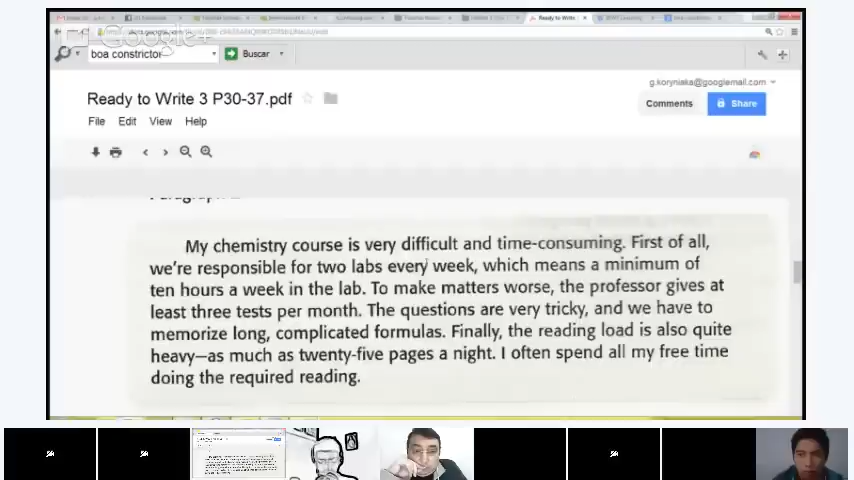 Google+
boa constrictor
Buscar
g.koryniaka@googlemail.com
Ready to Write 3 P30-37.pdf
Comments
Share
File Edit View Help
My chemistry course is very difficult and time-consuming. First of all,
we're responsible for two labs every week, which means a minimum of
ten hours a week in the lab. To make matters worse, the professor gives at
least three tests per month. The questions are very tricky, and we have to
memorize long, complicated formulas. Finally, the reading load is also quite
heavy—as much as twenty-five pages a night. I often spend all my free time
doing the required reading.